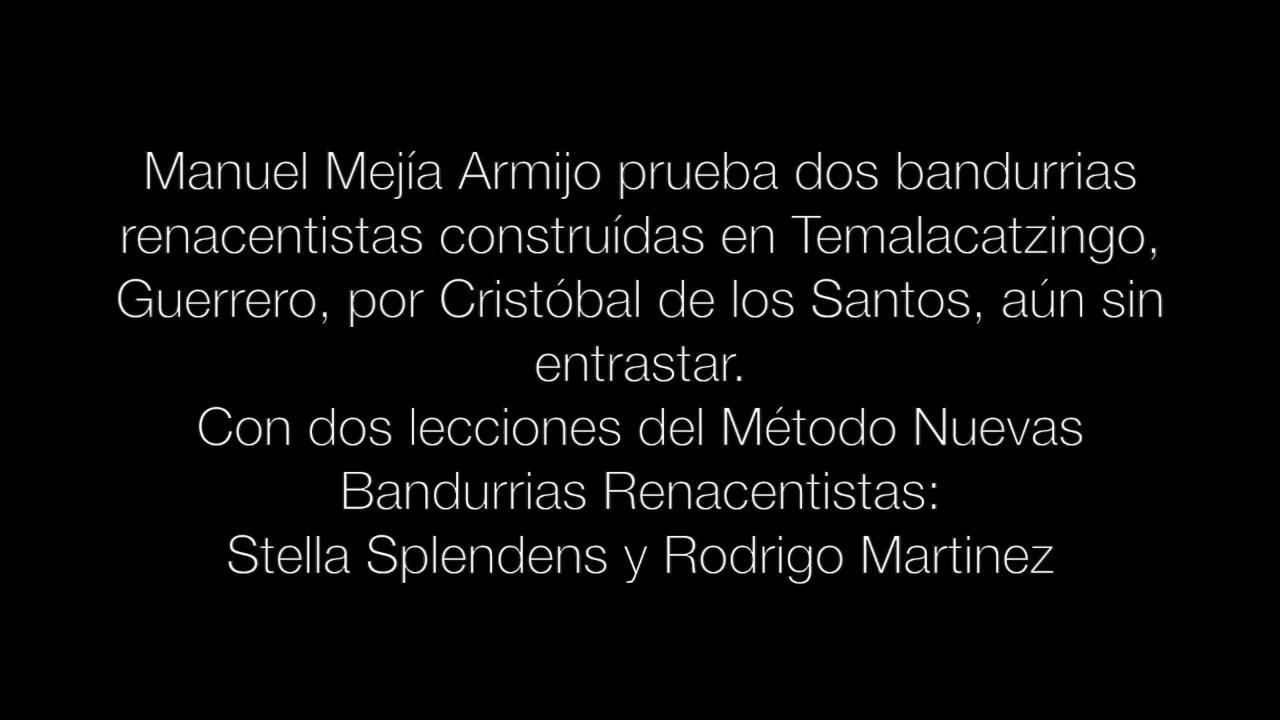 Manuel Mejía Armijo prueba dos bandurrias
renacentistas construídas en Temalacatzingo,
Guerrero, por Cristóbal de los Santos, aún sin
entrastar.
Con dos lecciones del Método Nuevas
Bandurrias Renacentistas:
Stella Splendens y Rodrigo Martinez